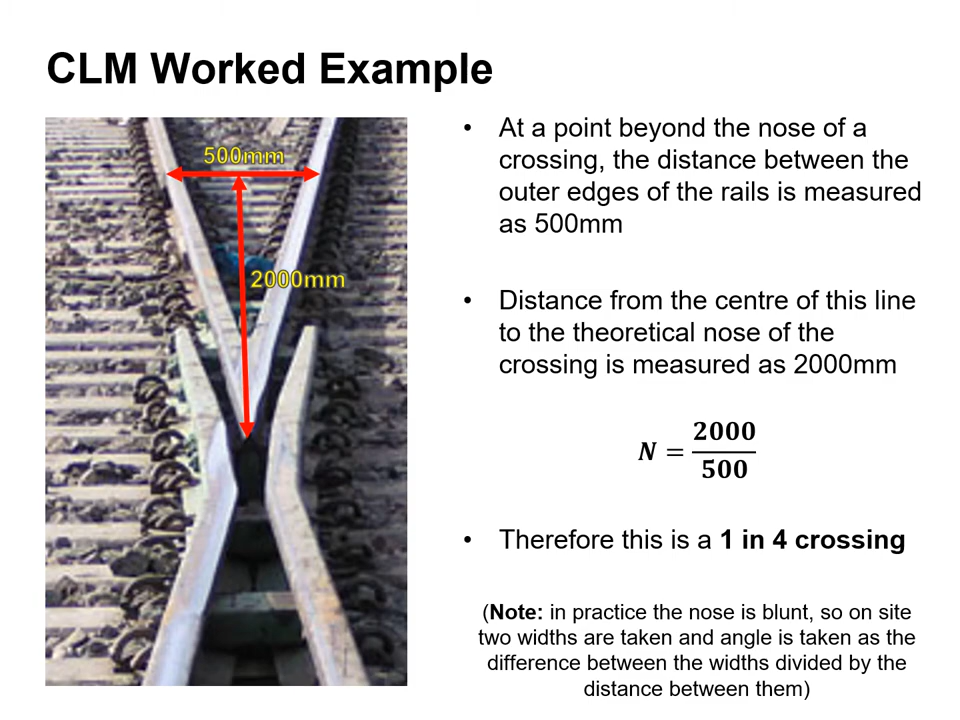 CLM Worked Example
500mm
2000mm
• At a point beyond the nose of a
crossing, the distance between the
outer edges of the rails is measured
as 500mm
• Distance from the centre of this line
to the theoretical nose of the
crossing is measured as 2000mm
N = 2000/500
• Therefore this is a 1 in 4 crossing
(Note: in practice the nose is blunt, so on site
two widths are taken and angle is taken as the
difference between the widths divided by the
distance between them)